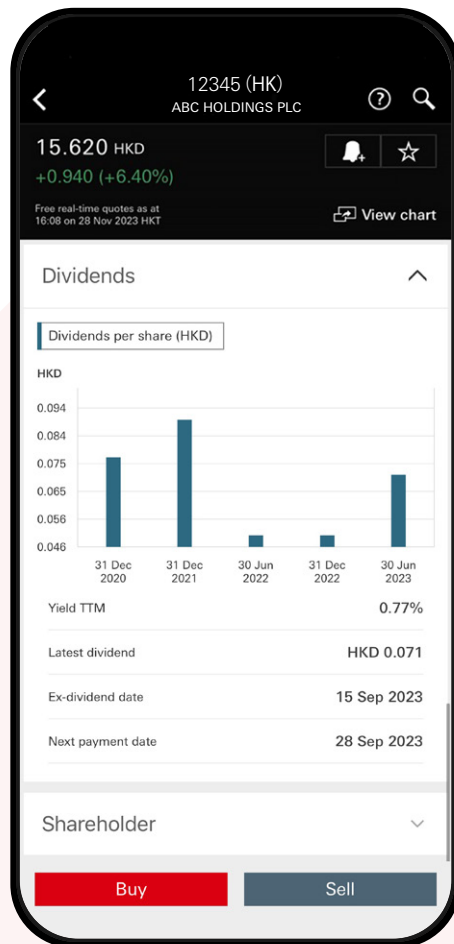 12345 (HK)
ABC HOLDINGS PLC
15.620 HKD
+0.940 (+6.40%)
Free real-time quotes as at
16:08 on 28 Nov 2023 HKT
View chart
Dividends
Dividends per share (HKD)
HKD
0.094
0.084
0.075
0.065
0.056
0.046
31 Dec 2020
31 Dec 2021
30 Jun 2022
31 Dec 2022
30 Jun 2023
Yield TTM 0.77%
Latest dividend HKD 0.071
Ex-dividend date 15 Sep 2023
Next payment date 28 Sep 2023
Shareholder
Buy Sell